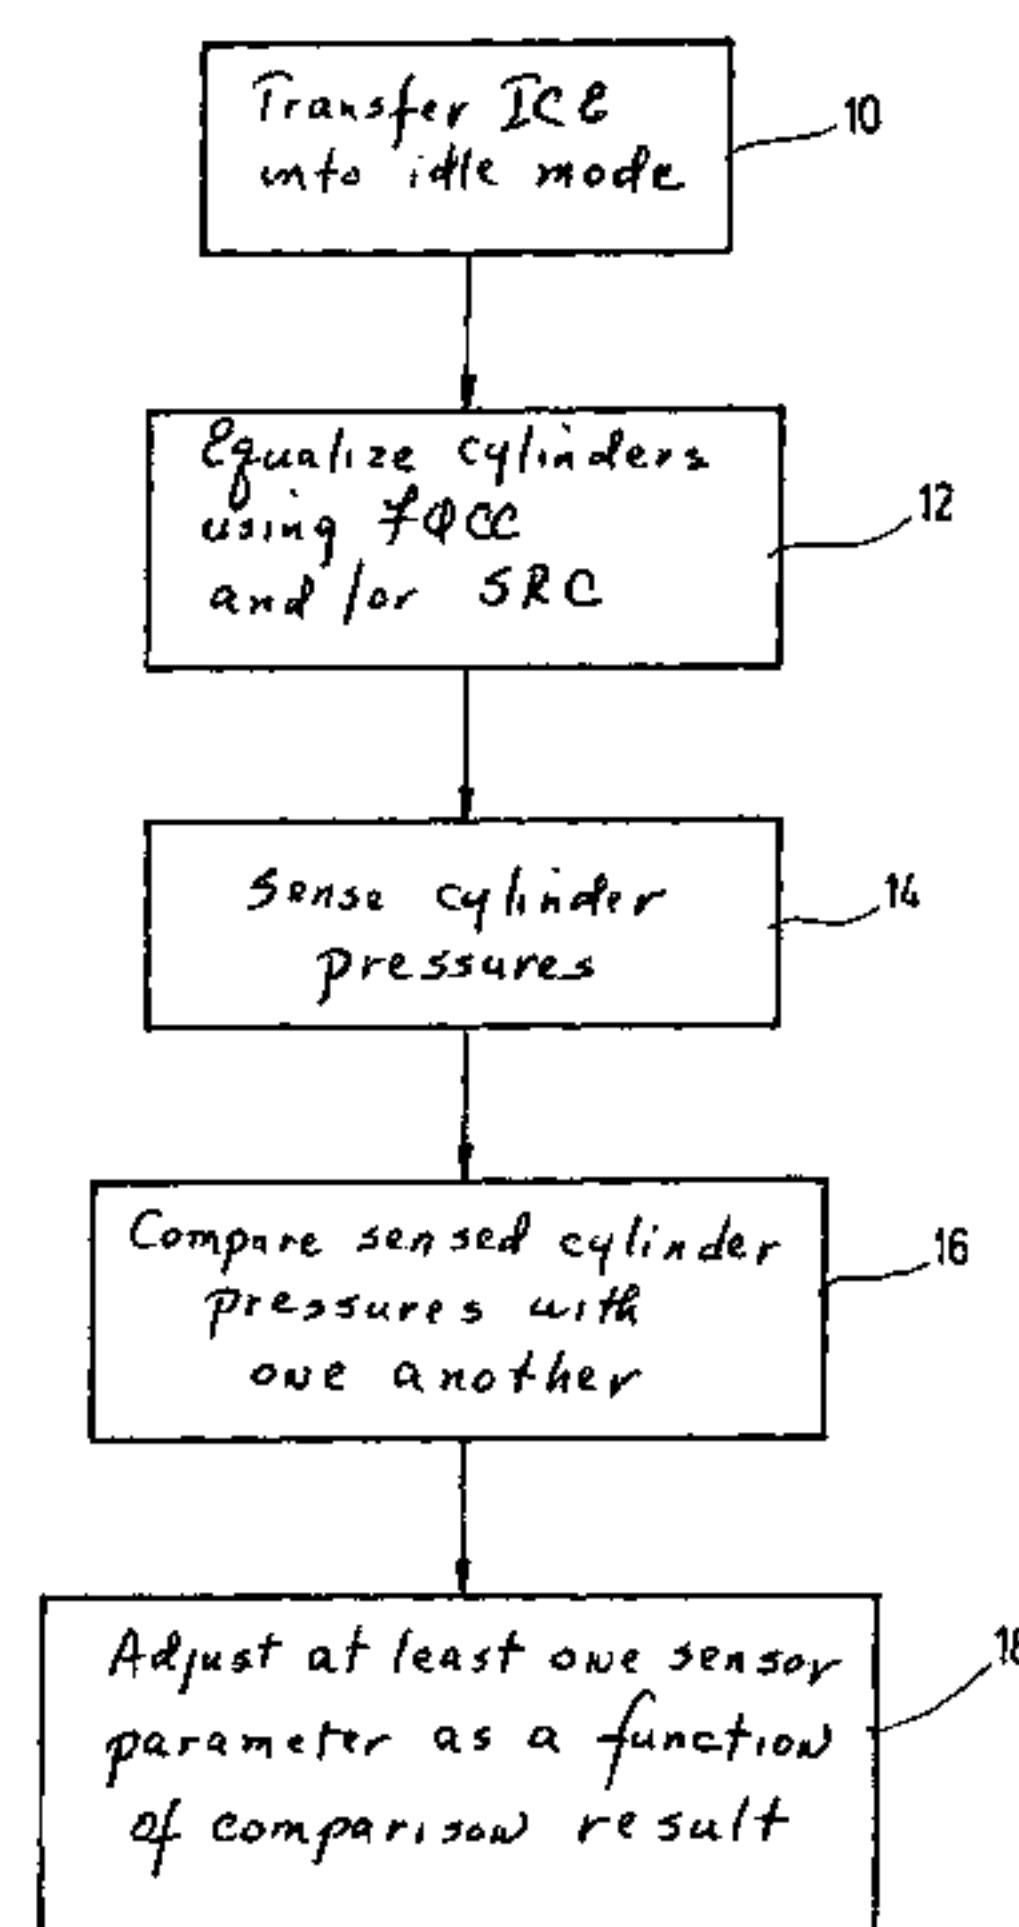 Transfer ICE
into idle mode
10
Equalize cylinders
using FQCC
and/or SRC
12
Sense cylinder
pressures
14
Compare sensed cylinder
pressures with
one another
16
Adjust at least one sensor
parameter as a function
of comparison result
18